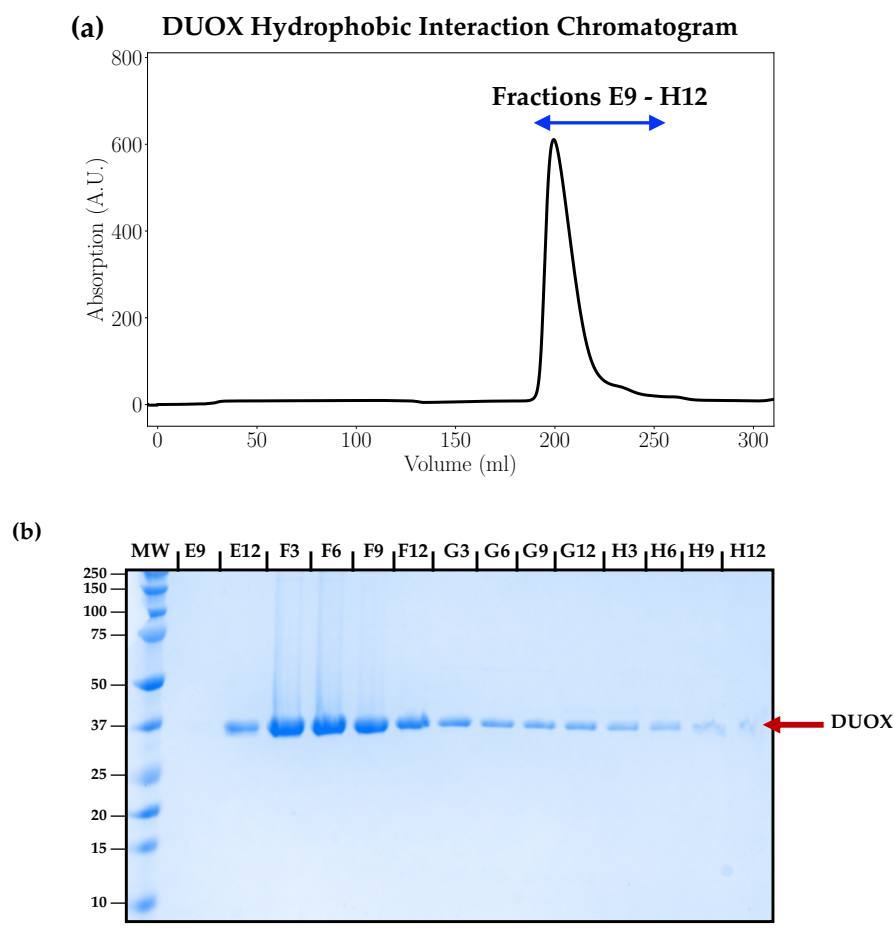 (a) DUOX Hydrophobic Interaction Chromatogram
800
Fractions E9 - H12
600
400
200
0
Absorption (A.U.)
0 50 100 150 200 250 300
Volume (ml)
(b)
MW E9 E12 F3 F6 F9 F12 G3 G6 G9 G12 H3 H6 H9 H12
250
150
100
75
50
37
DUOX
25
20
15
10